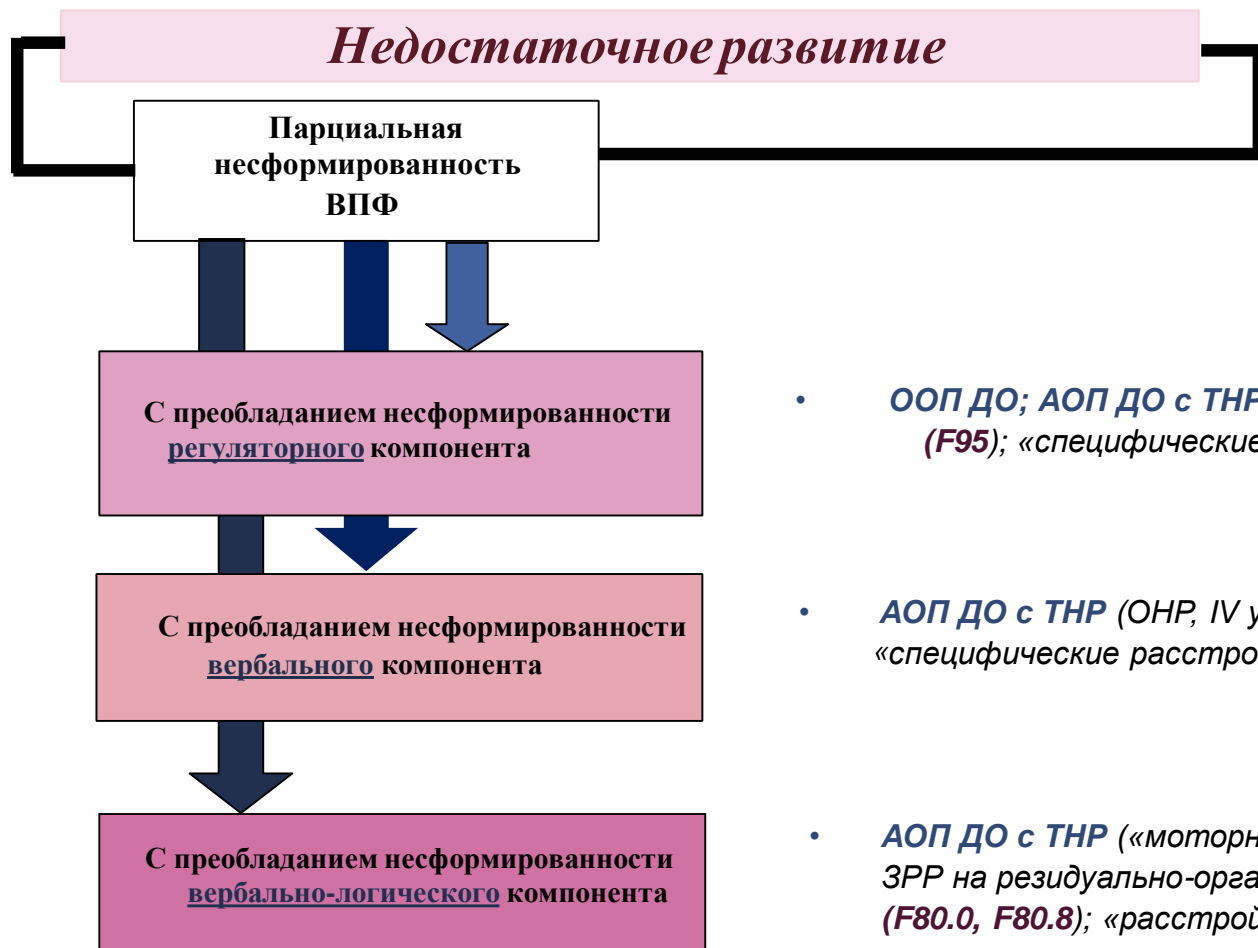 Недостаточное развитие
Парциальная
несформированность
ВПФ
С преобладанием несформированности
регуляторного компонента
• ООП ДО; АОП ДО с ТНР
(F95); «специфические
С преобладанием несформированности
вербального компонента
• АОП ДО с ТНР (ОНР, IV у
«специфические расстро
С преобладанием несформированности
вербально-логического компонента
• АОП ДО с ТНР («моторн
ЗРР на резидуально-орга
(F80.0, F80.8); «расстрой